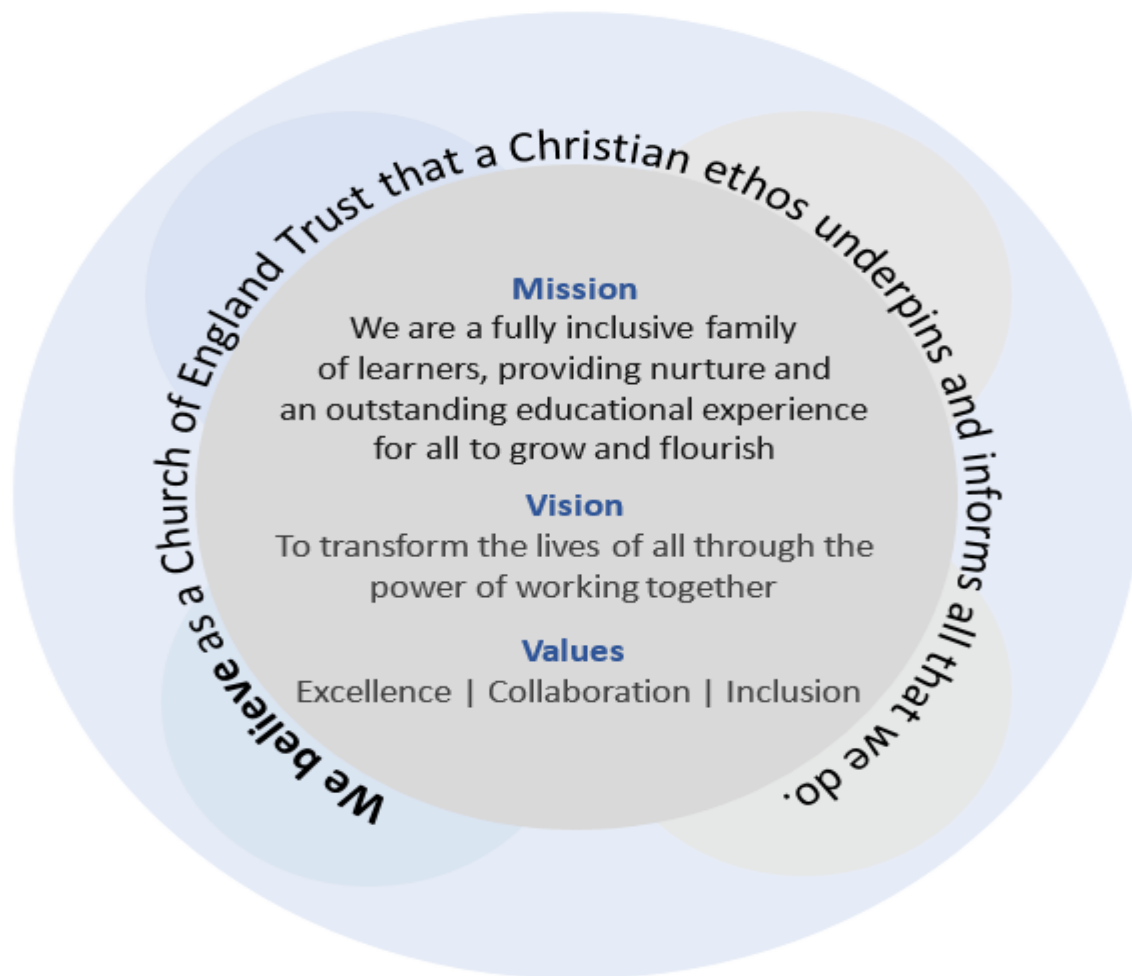 We believe as a Church of England Trust that a Christian ethos underpins and informs all that we do.
Mission
We are a fully inclusive family
of learners, providing nurture and
an outstanding educational experience
for all to grow and flourish
Vision
To transform the lives of all through the
power of working together
Values
Excellence | Collaboration | Inclusion